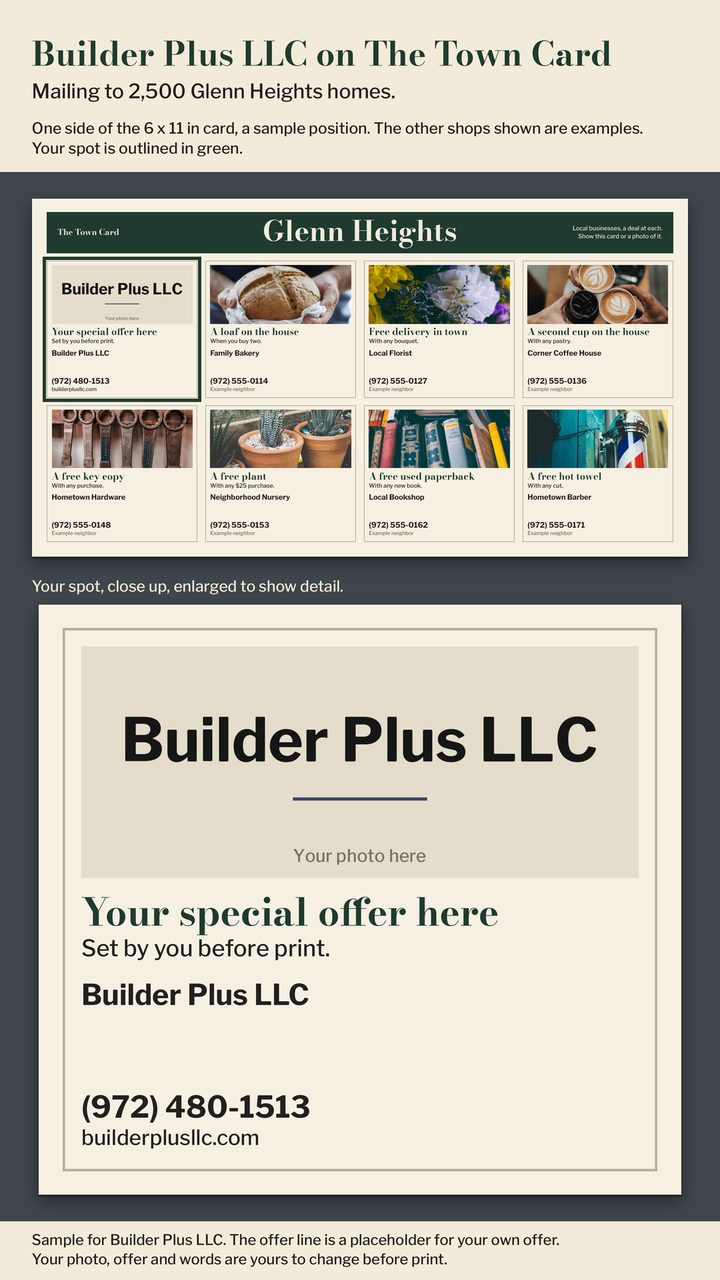 Builder Plus LLC on The Town Card
Mailing to 2,500 Glenn Heights homes.
One side of the 6 x 11 in card, a sample position. The other shops shown are examples.
Your spot is outlined in green.
The Town Card
Glenn Heights
Local businesses, a deal at each.
Show this card or a photo of it.
Builder Plus LLC
Your photo here
Your special offer here
Set by you before print.
Builder Plus LLC
(972) 480-1513
builderplusllc.com
A loaf on the house
When you buy two.
Family Bakery
(972) 555-0114
Example neighbor
Free delivery in town
With any bouquet.
Local Florist
(972) 555-0127
Example neighbor
A second cup on the house
With any pastry.
Corner Coffee House
(972) 555-0136
Example neighbor
A free key copy
With any purchase.
Hometown Hardware
(972) 555-0148
Example neighbor
A free plant
With any $25 purchase.
Neighborhood Nursery
(972) 555-0153
Example neighbor
A free used paperback
With any new book.
Local Bookshop
(972) 555-0162
Example neighbor
A free hot towel
With any cut.
Hometown Barber
(972) 555-0171
Example neighbor
Your spot, close up, enlarged to show detail.
Builder Plus LLC
Your photo here
Your special offer here
Set by you before print.
Builder Plus LLC
(972) 480-1513
builderplusllc.com
Sample for Builder Plus LLC. The offer line is a placeholder for your own offer.
Your photo, offer and words are yours to change before print.